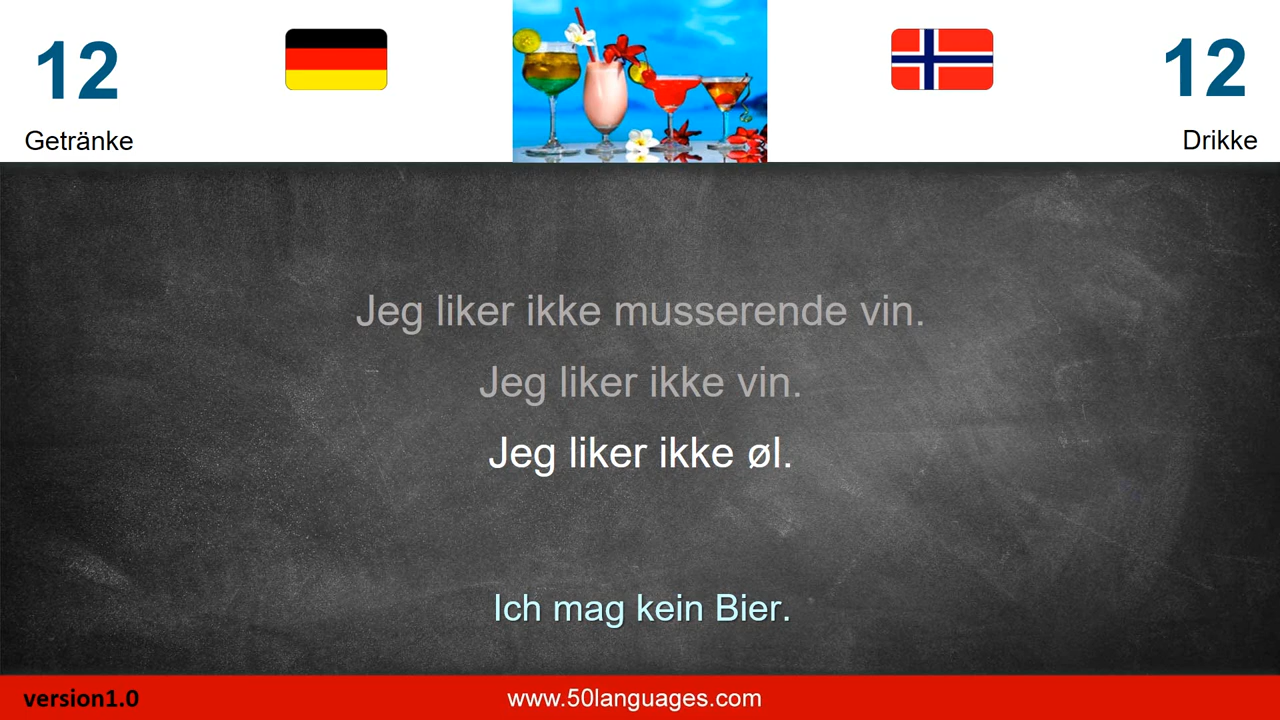 12
12
Getränke
Drikke
Jeg liker ikke musserende vin.
Jeg liker ikke vin.
Jeg liker ikke øl.
Ich mag kein Bier.
version1.0
www.50languages.com